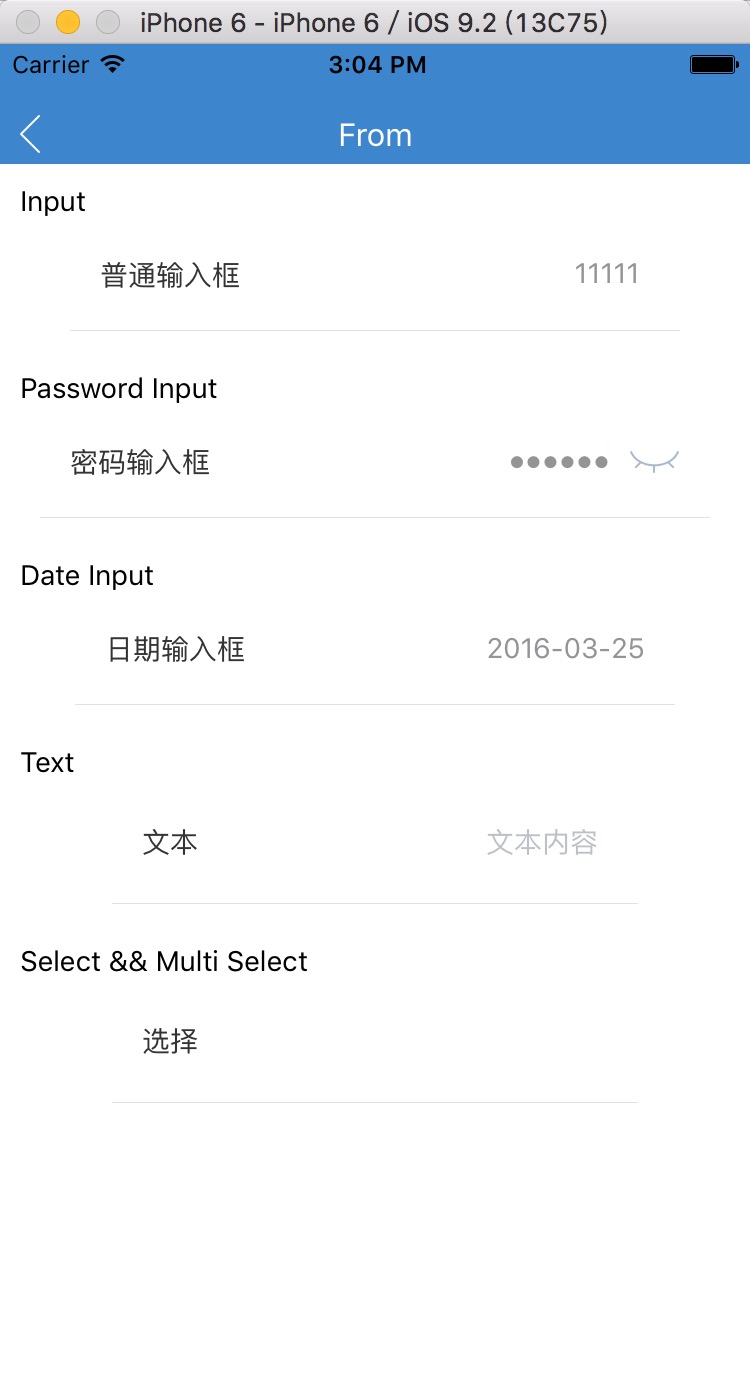 iPhone 6 - iPhone 6 / iOS 9.2 (13C75)
Carrier 3:04 PM
From
Input
普通输入框 11111
Password Input
密码输入框 ••••••
Date Input
日期输入框 2016-03-25
Text
文本 文本内容
Select && Multi Select
选择